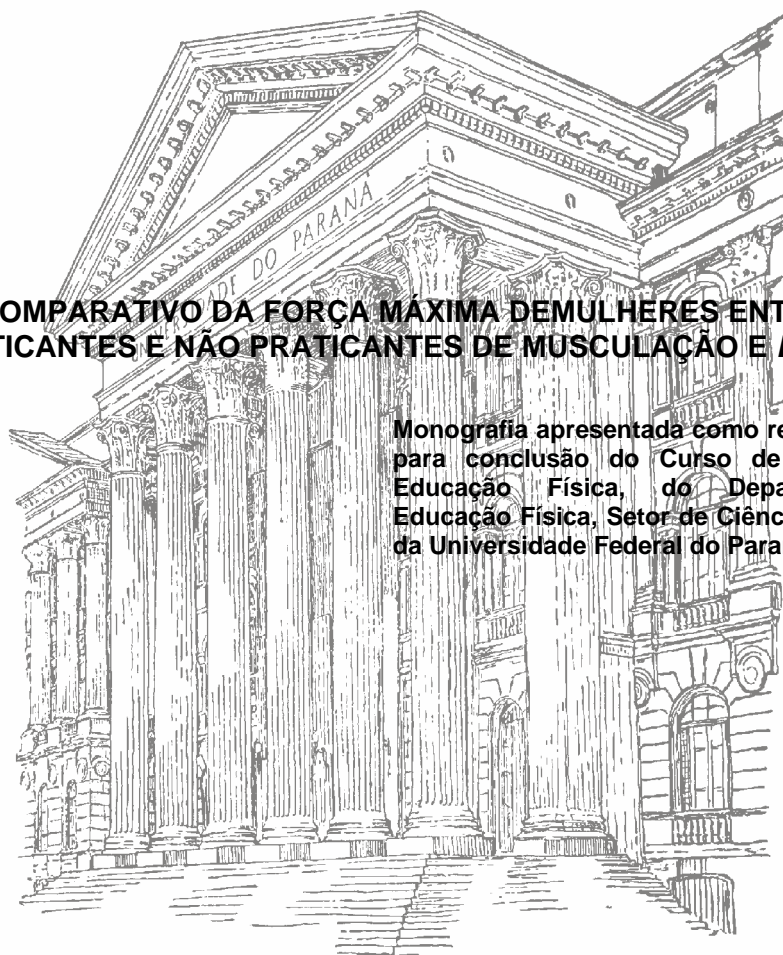 DADE DO PARANÁ
OMPARATIVO DA FORÇA MÁXIMA DEMULHERES ENT
TICANTES E NÃO PRATICANTES DE MUSCULAÇÃO E
Monografia apresentada como re
para conclusão do Curso de
Educação Física, do Depa
Educação Física, Setor de Ciênc
da Universidade Federal do Para